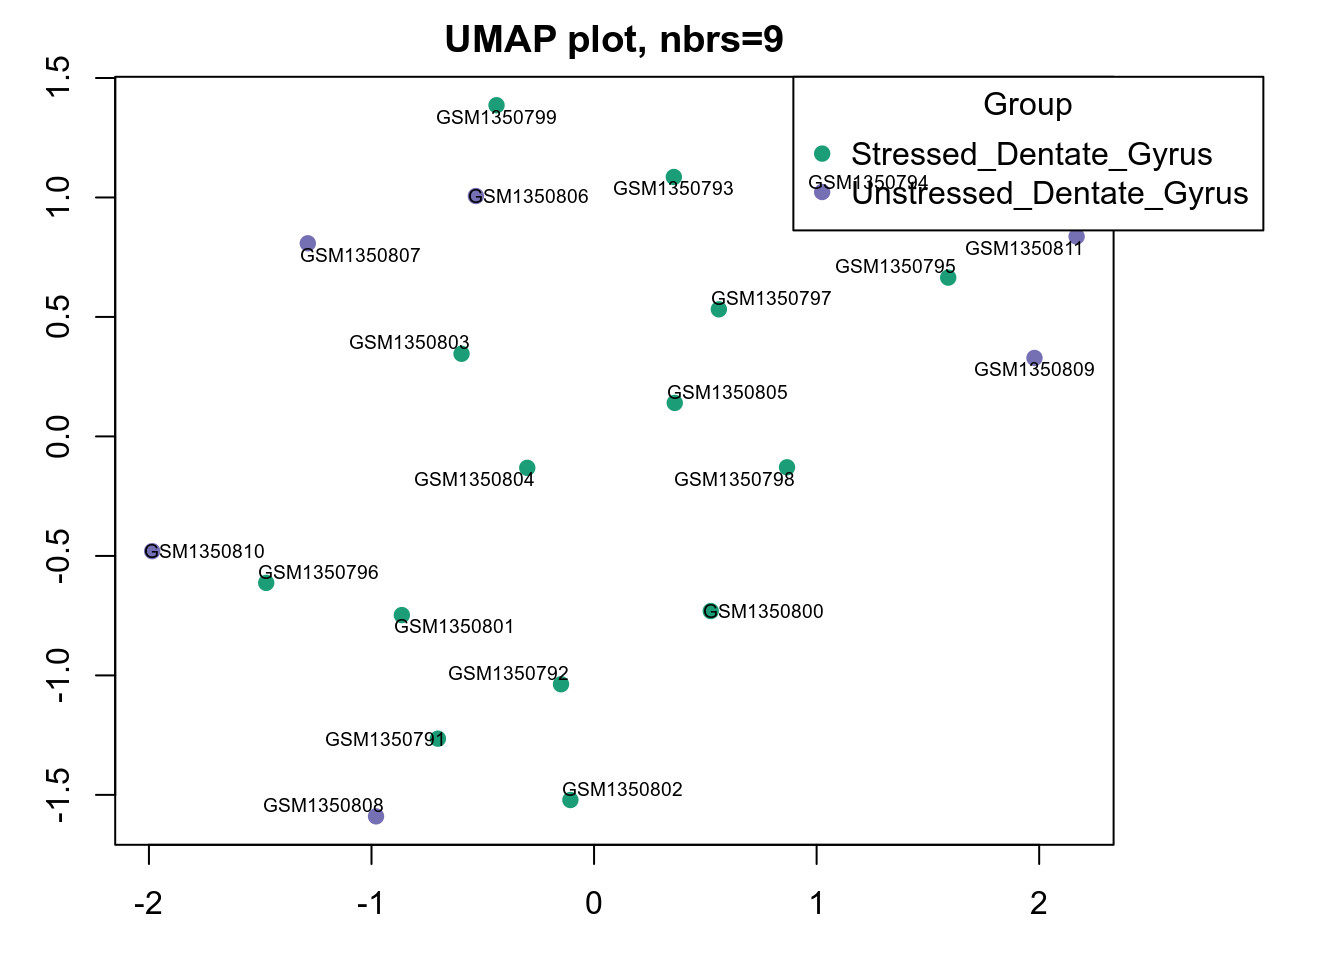 UMAP plot, nbrs=9
Group
Stressed_Dentate_Gyrus
Unstressed_Dentate_Gyrus
GSM1350799
GSM1350793
GSM1350794
GSM1350806
GSM1350807
GSM1350811
GSM1350795
GSM1350797
GSM1350803
GSM1350809
GSM1350805
GSM1350804
GSM1350798
GSM1350810
GSM1350796
GSM1350801
GSM1350800
GSM1350792
GSM1350791
GSM1350802
GSM1350808
1.5
1.0
0.5
0.0
-0.5
-1.0
-1.5
-2
-1
0
1
2